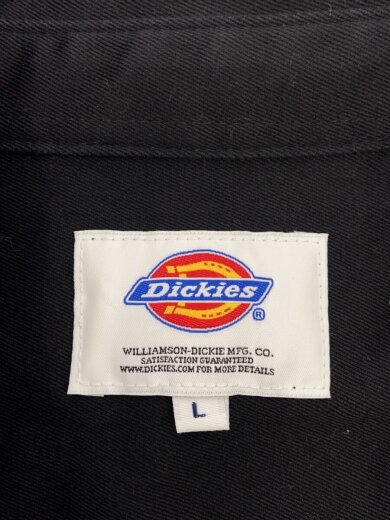 Dickies
®
WILLIAMSON-DICKIE MFG. CO.
SATISFACTION GUARANTEED
WWW.DICKIES.COM FOR MORE DETAILS
L